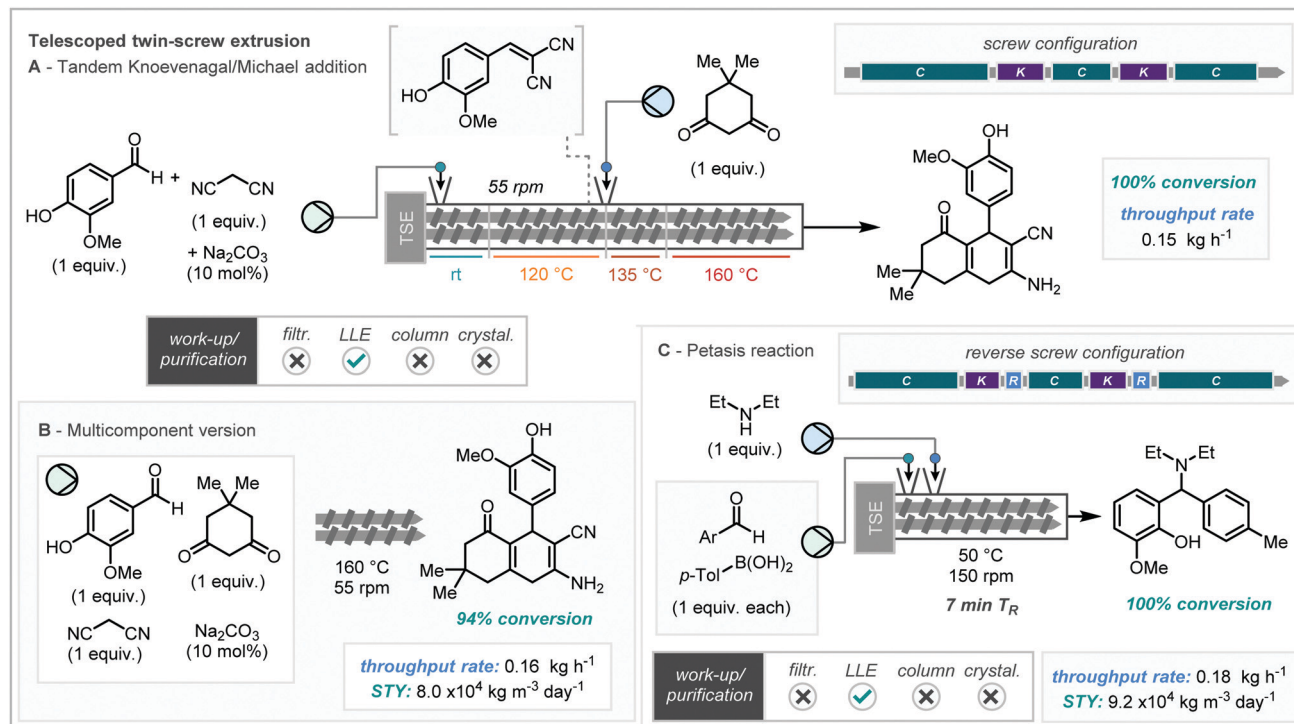 Telescoped twin-screw extrusion
A - Tandem Knoevenagal/Michael addition
CN
CN
HO
OMe
Me Me
O O
(1 equiv.)
screw configuration
C K C K C
O
H
HO
OMe
(1 equiv.)
+
NC CN
(1 equiv.)
+ Na2CO3
(10 mol%)
55 rpm
TSE
rt 120 °C 135 °C 160 °C
OH
MeO
O
CN
NH2
Me
Me
100% conversion
throughput rate
0.15 kg h-1
work-up/
purification
filtr. LLE column crystal.
B - Multicomponent version
O
H
HO
OMe
(1 equiv.)
Me Me
O O
(1 equiv.)
NC CN
(1 equiv.)
Na2CO3
(10 mol%)
160 °C
55 rpm
OH
MeO
O
CN
NH2
Me
Me
94% conversion
throughput rate: 0.16 kg h-1
STY: 8.0 x104 kg m-3 day-1
C - Petasis reaction
reverse screw configuration
C K R C K R C
Et N Et
H
(1 equiv.)
O
Ar H
p-Tol B(OH)2
(1 equiv. each)
TSE
50 °C
150 rpm
7 min TR
Et N Et
OH
OMe
Me
100% conversion
work-up/
purification
filtr. LLE column crystal.
throughput rate: 0.18 kg h-1
STY: 9.2 x104 kg m-3 day-1